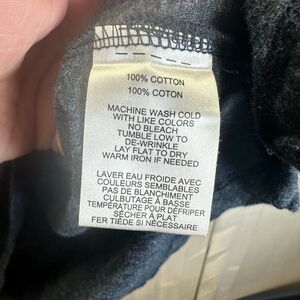 100% COTTON
100% COTON
MACHINE WASH COLD
WITH LIKE COLORS
NO BLEACH
TUMBLE LOW TO
DE-WRINKLE
LAY FLAT TO DRY
WARM IRON IF NEEDED
LAVER EAU FROIDE AVEC
COULEURS SEMBLABLES
PAS DE BLANCHIMENT
CULBUTAGE À BASSE
TEMPÉRATURE POUR DÉFRIPER
SÉCHER À PLAT
FER TIÈDE SI NÉCESSAIRE